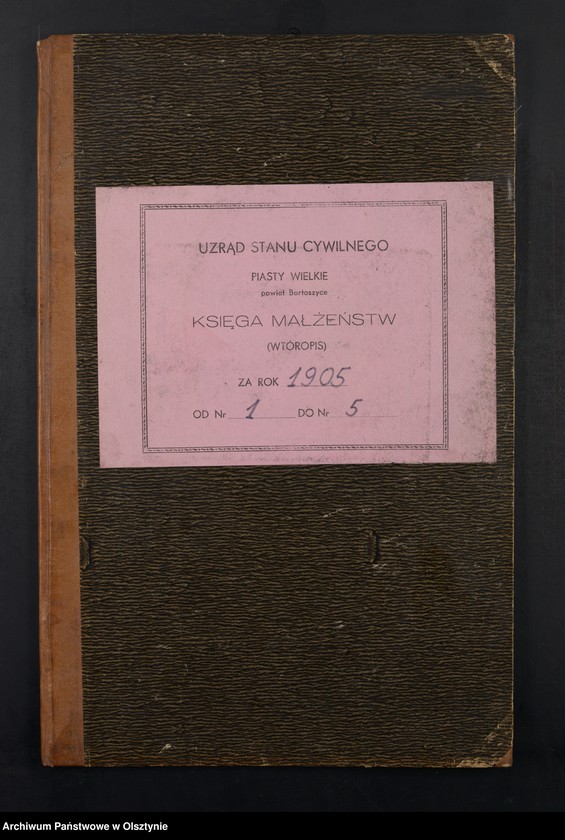 URZĄD STANU CYWILNEGO
PIASTY WIELKIE
powiat Bartoszyce
KSIĘGA MAŁŻEŃSTW
(WTÓROPIS)
ZA ROK 1905
OD Nr 1 DO Nr 5
Archiwum Państwowe w Olsztynie